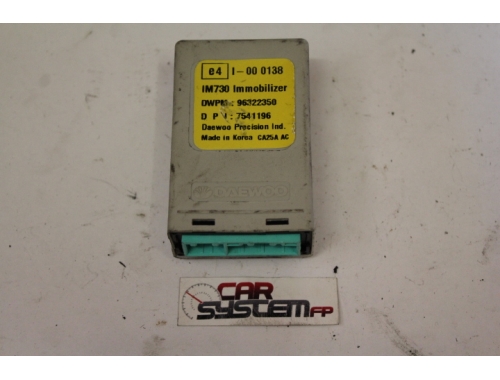 e4 I-00 0138
IM730 Immobilizer
DWPN: 96322350
D P : 7541196
Daewoo Precision Ind.
Made in Korea CA25A AC
DAEWOO
CAR
SYSTEM FP